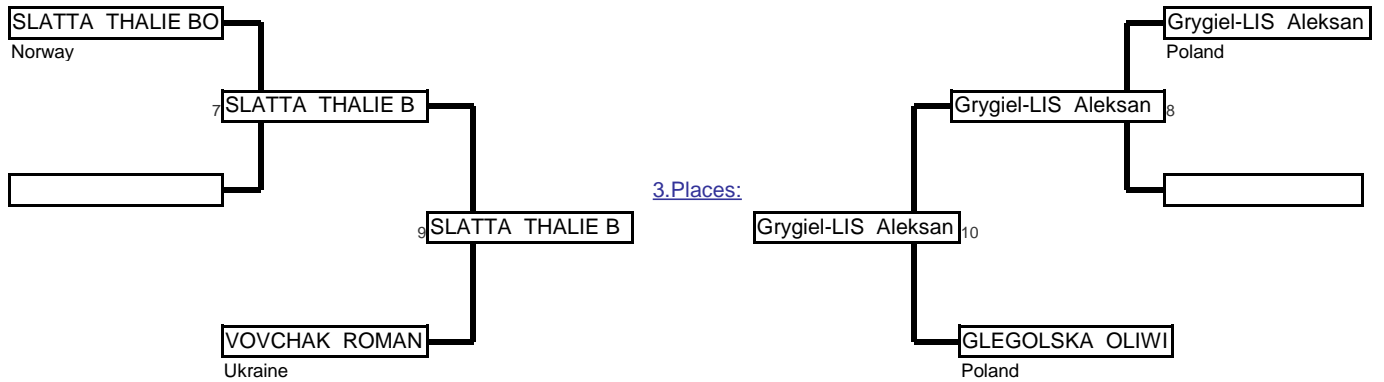 SLATTA THALIE BO
Norway
7 SLATTA THALIE B
9 SLATTA THALIE B
VOVCHAK ROMAN
Ukraine
3.Places:
Grygiel-LIS Aleksan
Poland
Grygiel-LIS Aleksan 8
Grygiel-LIS Aleksan 10
GLEGOLSKA OLIWI
Poland